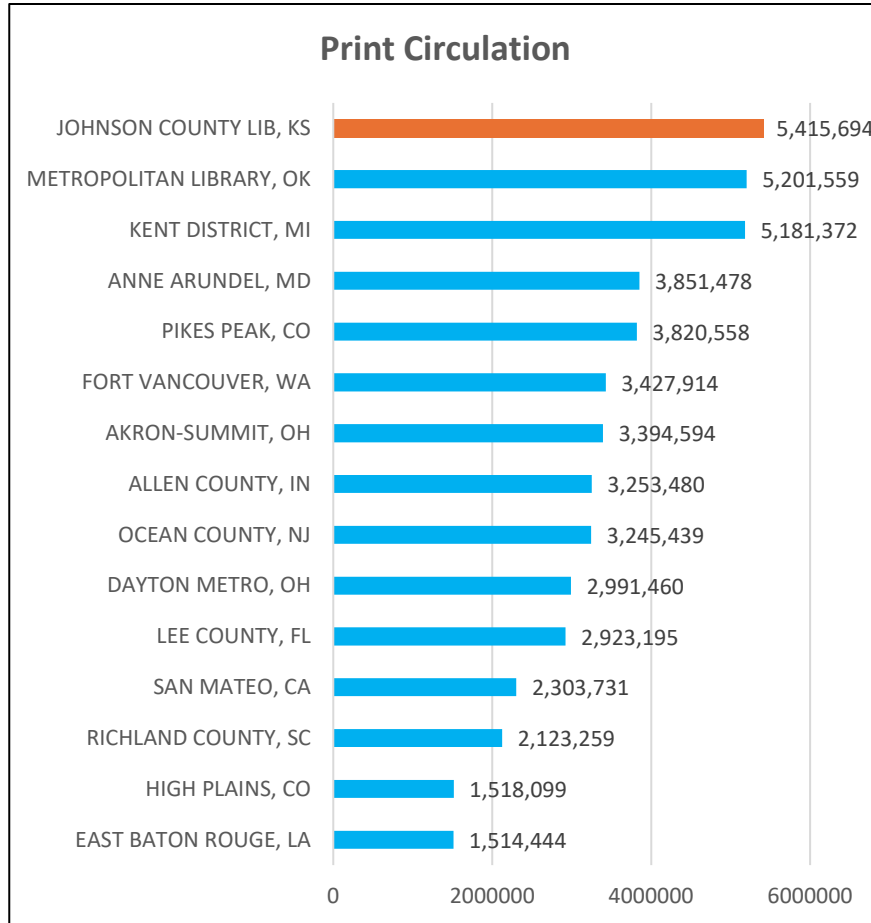 Print Circulation
JOHNSON COUNTY LIB, KS 5,415,694
METROPOLITAN LIBRARY, OK 5,201,559
KENT DISTRICT, MI 5,181,372
ANNE ARUNDEL, MD 3,851,478
PIKES PEAK, CO 3,820,558
FORT VANCOUVER, WA 3,427,914
AKRON-SUMMIT, OH 3,394,594
ALLEN COUNTY, IN 3,253,480
OCEAN COUNTY, NJ 3,245,439
DAYTON METRO, OH 2,991,460
LEE COUNTY, FL 2,923,195
SAN MATEO, CA 2,303,731
RICHLAND COUNTY, SC 2,123,259
HIGH PLAINS, CO 1,518,099
EAST BATON ROUGE, LA 1,514,444
0 2000000 4000000 6000000